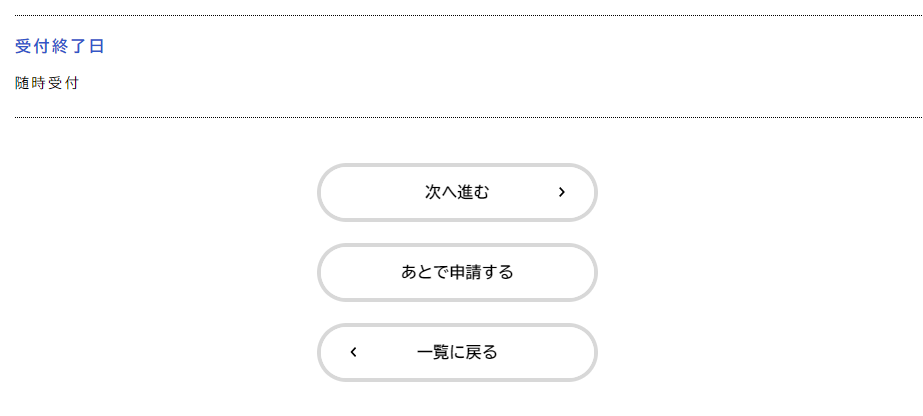 受付終了日
随時受付
次へ進む
あとで申請する
一覧に戻る